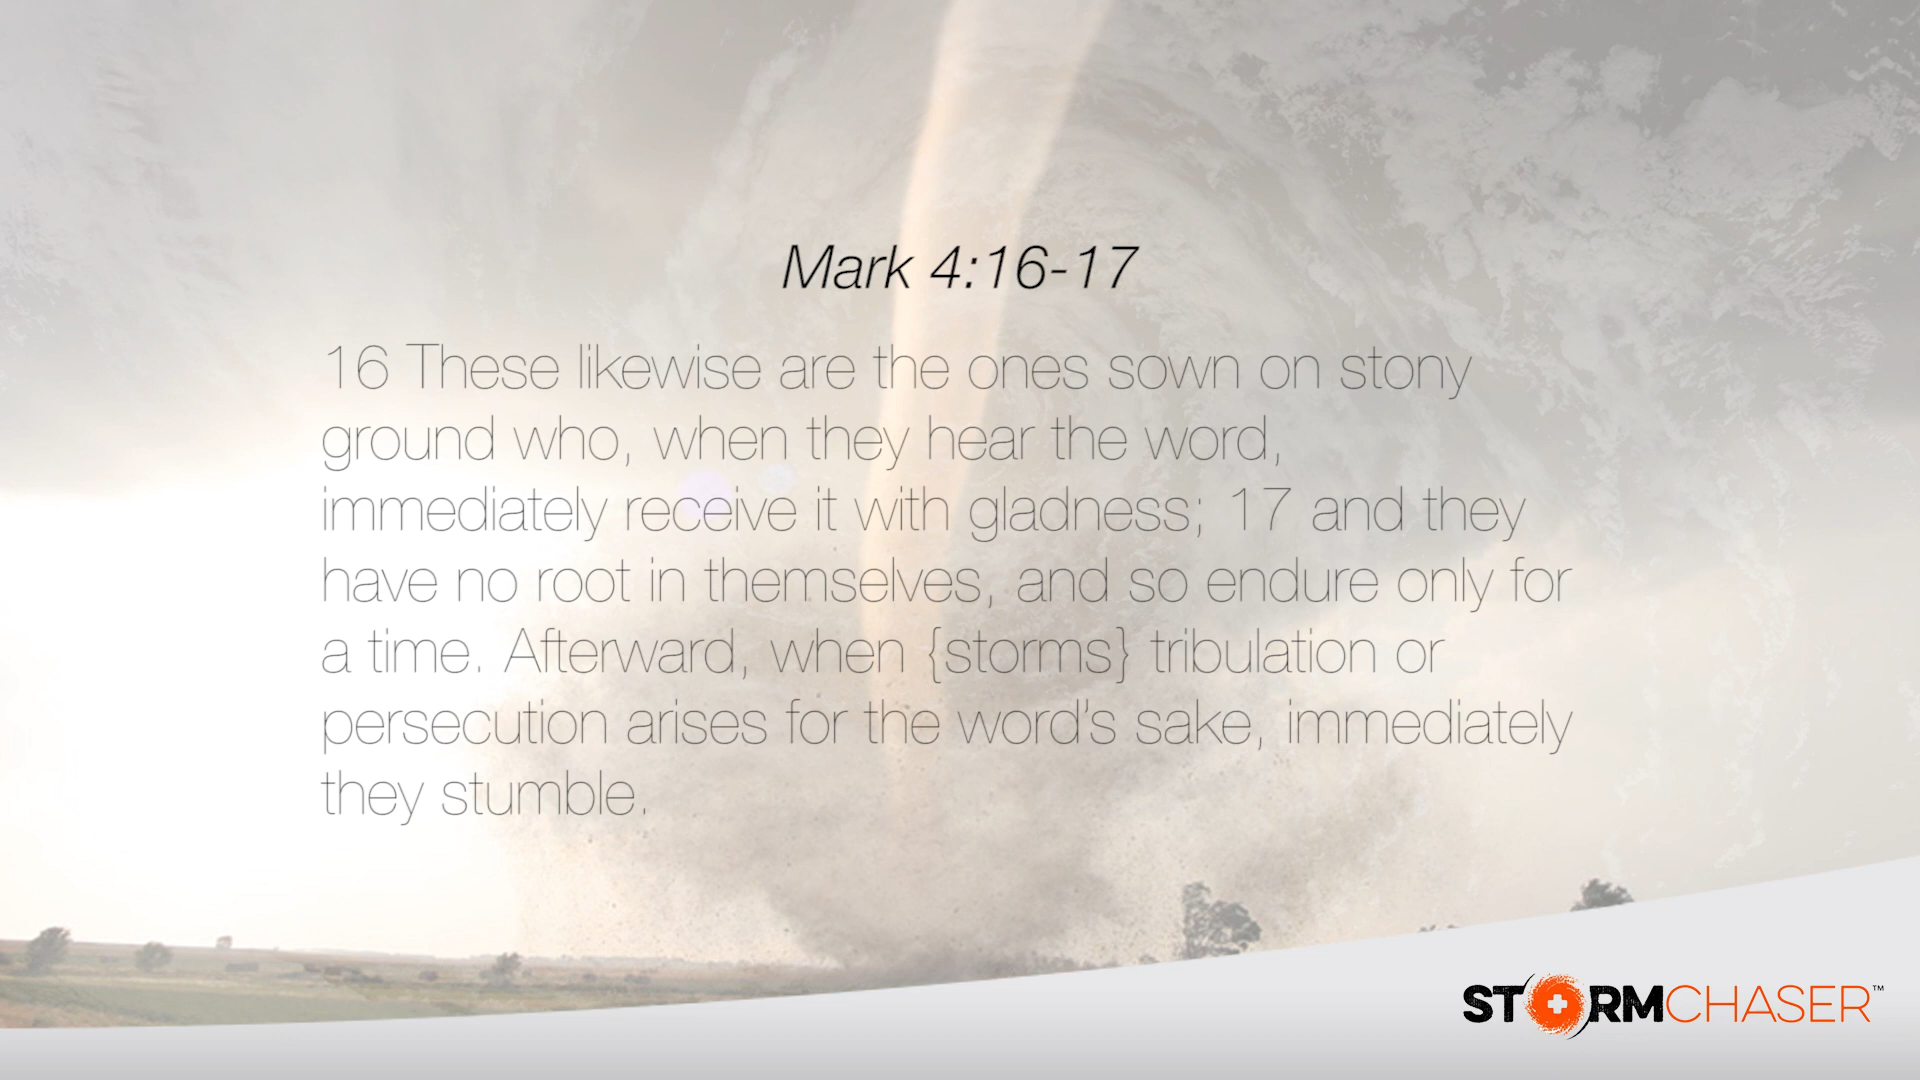 Mark 4:16-17
16 These likewise are the ones sown on stony
ground who, when they hear the word,
immediately receive it with gladness; 17 and they
have no root in themselves, and so endure only for
a time. Afterward, when {storms} tribulation or
persecution arises for the word's sake, immediately
they stumble.
STORMCHASER™